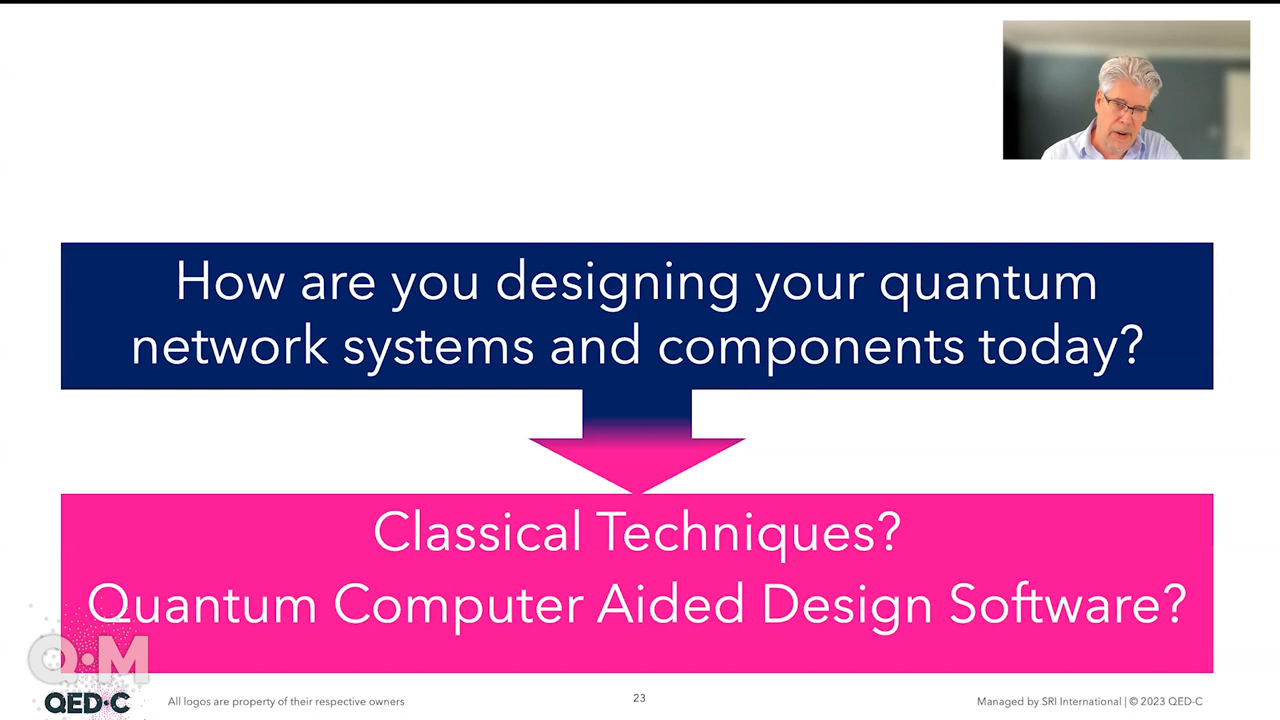 How are you designing your quantum
network systems and components today?
Classical Techniques?
Quantum Computer Aided Design Software?
Q·M
QED·C
All logos are property of their respective owners
23
Managed by SRI International | © 2023 QED-C